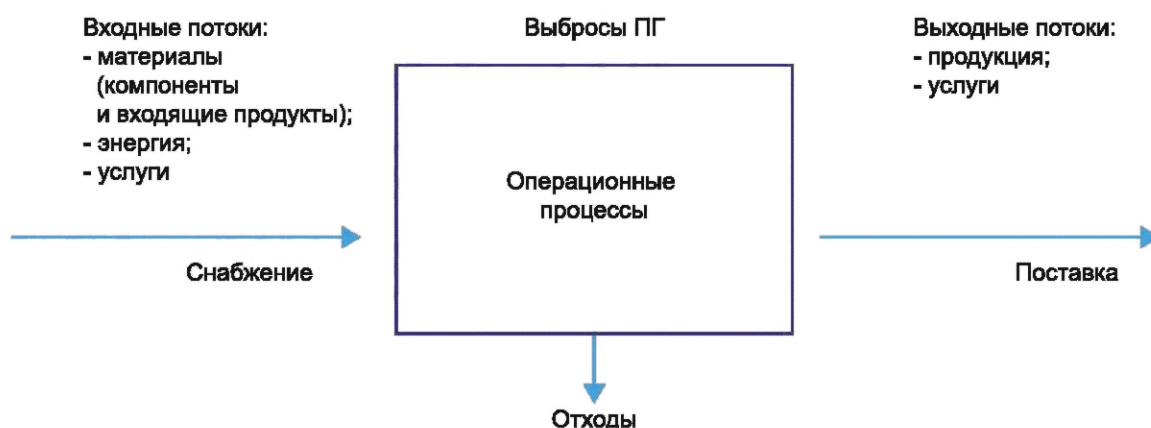 Входные потоки:
- материалы
(компоненты
и входящие продукты);
- энергия;
- услуги
Снабжение
Выбросы ПГ
Операционные
процессы
Отходы
Выходные потоки:
- продукция;
- услуги
Поставка